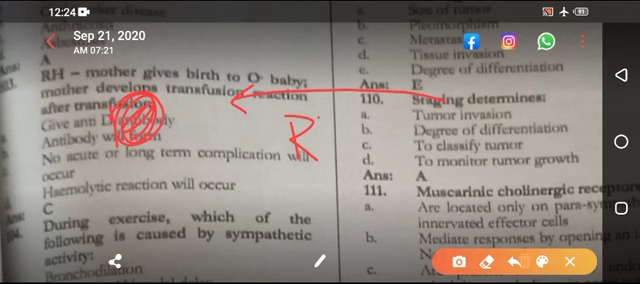 12:24
93
Sep 21, 2020
AM 07:21
disease
A
RH – mother gives birth to O- baby;
mother develops transfusion reaction
after transfusion
Give anti D
Antibody
No acute or long term complication will
occur
Haemolytic reaction will occur
C
During exercise, which of the
following is caused by sympathetic
activity:
Bronchodilation
R
a. Size of tumor
b. Pleomorphism
c. Metastas
d. Tissue invasion
e. Degree of differentiation
Ans: E
110. Staging determines:
a. Tumor invasion
b. Degree of differentiation
c. To classify tumor
d. To monitor tumor growth
Ans: A
111. Muscarinic cholinergic receptors
a. Are located only on
innervated effector cells
b. Mediate responses by opening an
c.